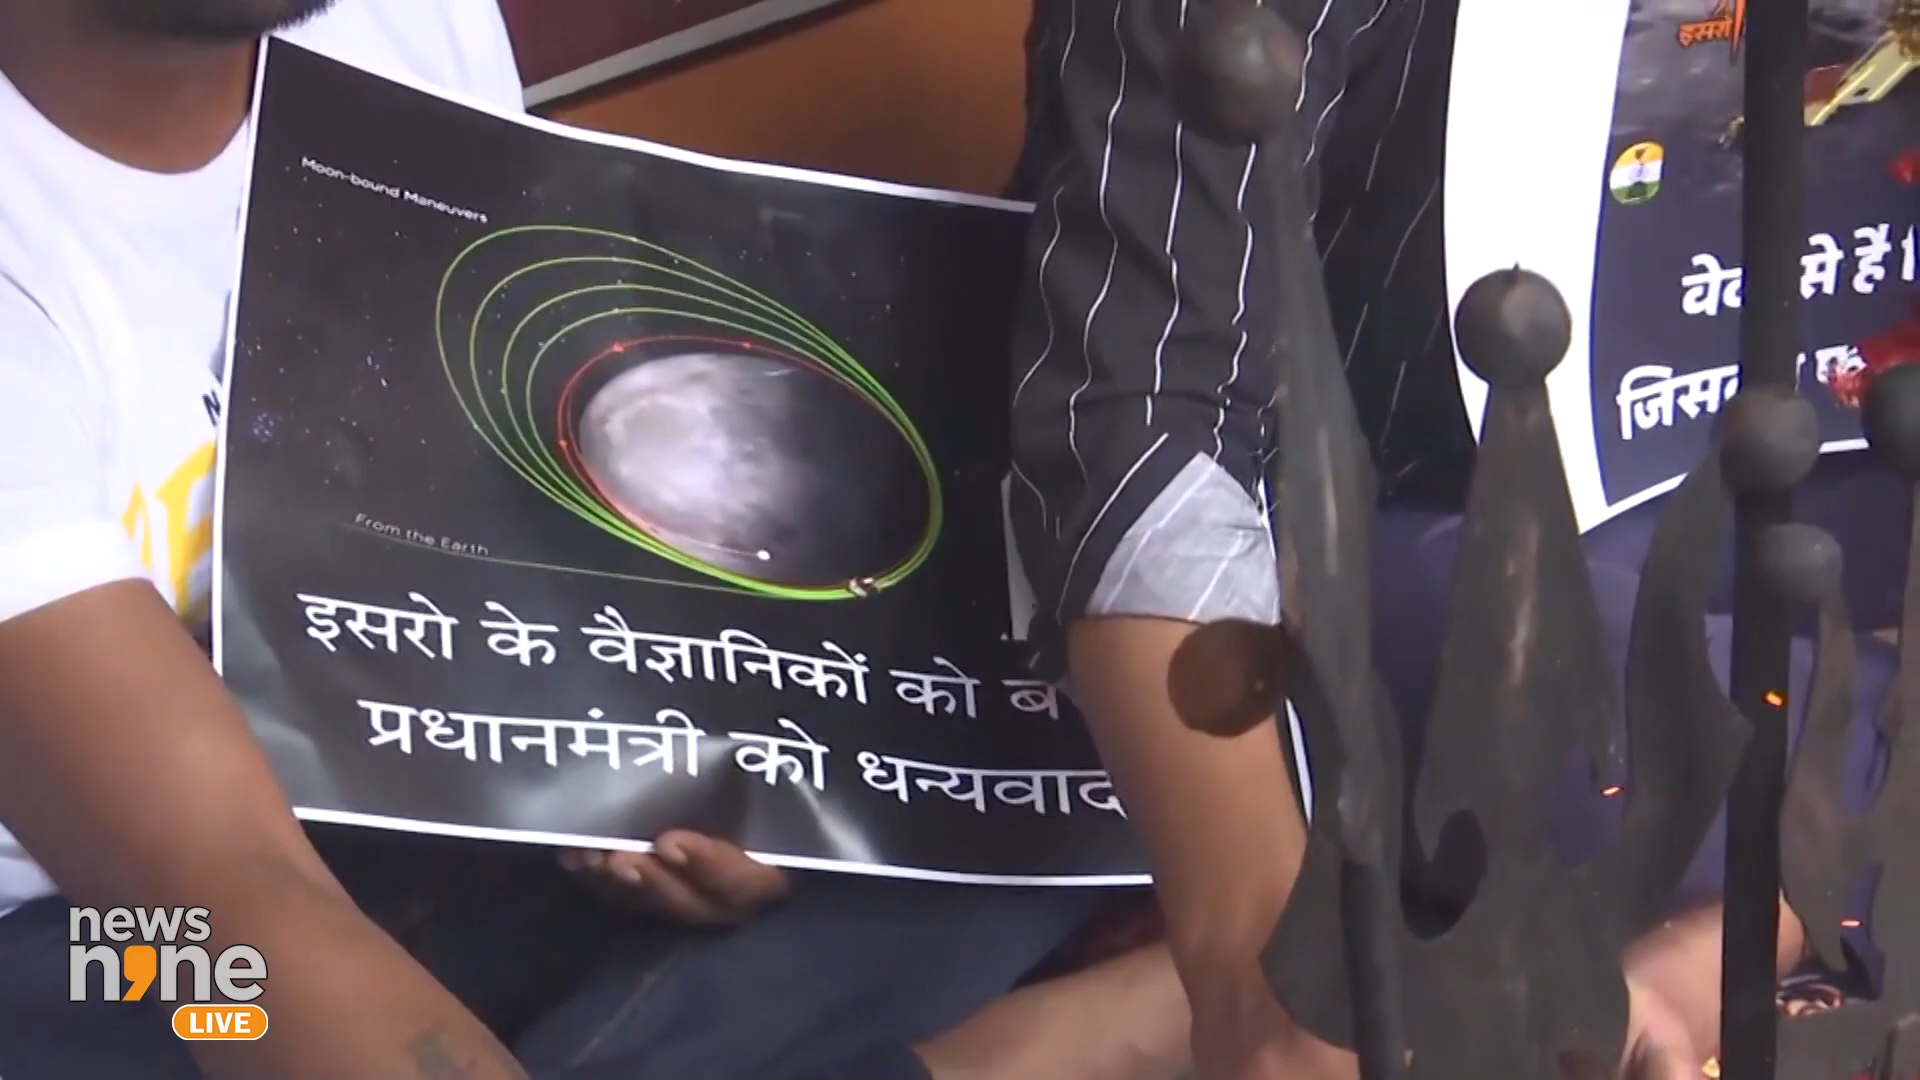 Moon-bound Maneuvers
From the Earth
इसरो के वैज्ञानिकों को
प्रधानमंत्री को धन्यवाद
इसरो
से हैं
news
nine
LIVE